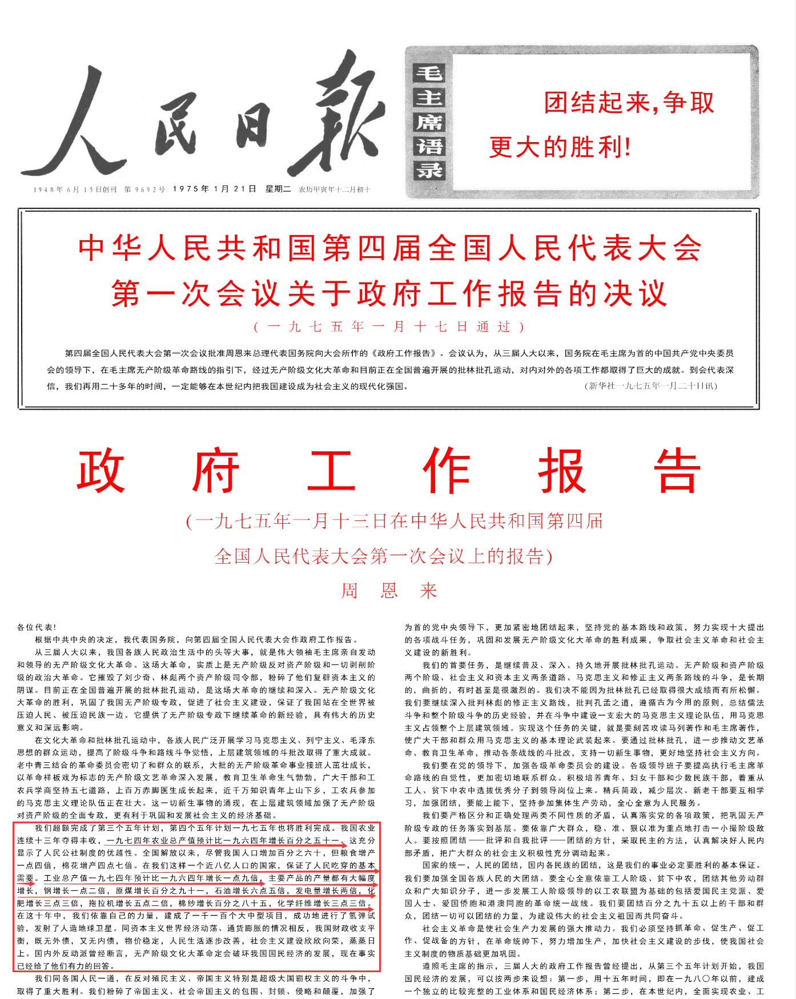 人民日报
1948年6月15日创刊 第9692号 1975年1月21日 星期二 农历甲寅年十二月初十
毛主席语录
团结起来,争取
更大的胜利!
中华人民共和国第四届全国人民代表大会
第一次会议关于政府工作报告的决议
(一九七五年一月十七日通过)
第四届全国人民代表大会第一次会议批准周恩来总理代表国务院向大会所作的《政府工作报告》。会议认为，从三届人大以来，国务院在毛主席为首的中国共产党中央委员
会的领导下，在毛主席无产阶级革命路线的指引下，经过无产阶级文化大革命和目前正在全国普遍开展的批林批孔运动，对内对外的各项工作都取得了巨大的成就。到会代表深
信，我们再用二十多年的时间，一定能够在本世纪内把我国建设成为社会主义的现代化强国。 (新华社一九七五年一月二十日讯)
政府工作报告
(一九七五年一月十三日在中华人民共和国第四届
全国人民代表大会第一次会议上的报告)
周恩来
各位代表!
根据中共中央的决定，我代表国务院，向第四届全国人民代表大会作政府工作报告。
从三届人大以来，我国各族人民政治生活中的头等大事，就是伟大领袖毛主席亲自发动
和领导的无产阶级文化大革命。这场大革命，实质上是无产阶级反对资产阶级和一切剥削阶
级的政治大革命。它摧毁了刘少奇、林彪两个资产阶级司令部，粉碎了他们复辟资本主义的
阴谋。目前正在全国普遍开展的批林批孔运动，是这场大革命的继续和深入。无产阶级文化
大革命的胜利，巩固了我国无产阶级专政，促进了社会主义建设，保证了我国站在全世界被
压迫人民、被压迫民族一边。它提供了无产阶级专政下继续革命的新经验，具有伟大的历史
意义和深远影响。
在文化大革命和批林批孔运动中，各族人民广泛开展学习马克思主义、列宁主义、毛泽东
思想的群众运动，提高了阶级斗争和路线斗争觉悟，上层建筑领域的斗批改取得了重大成就。
老中青三结合的革命委员会密切了和群众的联系，大批的无产阶级革命事业接班人茁壮成长，
以革命样板戏为标志的无产阶级文艺革命深入发展，教育卫生革命生气勃勃，广大干部和工
农兵学商坚持五七道路，上百万赤脚医生成长起来，近千万知识青年上山下乡，工农兵参加
的马克思主义理论队伍正在壮大。这一切新生事物的涌现，在上层建筑领域加强了无产阶级
对资产阶级的全面专政，更有利于巩固和发展社会主义的经济基础。
我们超额完成了第三个五年计划，第四个五年计划一九七五年也将胜利完成。我国农业
连续十三年夺得丰收，一九七四年农业总产值预计比一九六四年增长百分之五十一。这充分
显示了人民公社制度的优越性。全国解放以来，尽管我国人口增加百分之六十，但粮食增产
一点四倍，棉花增产四点七倍。在我们这样一个近八亿人口的国家，保证了人民吃穿的基本
需要。工业总产值一九七四年预计比一九六四年增长一点九倍，主要产品的产量都有大幅度
增长，钢增长一点二倍，原煤增长百分之九十一，石油增长六点五倍，发电量增长两倍，化
肥增长三点三倍，拖拉机增长五点二倍，棉纱增长百分之八十五，化学纤维增长三点三倍。
在这十年中，我们依靠自己的力量，建成了一千一百个大中型项目，成功地进行了氢弹试
验，发射了人造地球卫星。同资本主义世界经济动荡、通货膨胀的情况相反，我国财政收支平
衡，既无外债，又无内债，物价稳定，人民生活逐步改善，社会主义建设欣欣向荣，蒸蒸日
上。国内外反动派曾经断言，无产阶级文化大革命定会破坏我国国民经济的发展，现在事实
已经给了他们有力的回答。
我们同各国人民一道，在反对殖民主义、帝国主义特别是超级大国霸权主义的斗争中，
取得了重大胜利。我们粉碎了帝国主义、社会帝国主义的包围、封锁、侵略和颠覆，加强了
为首的党中央领导下，更加紧密地团结起来，坚持党的基本路线和政策，努力实现十大提出
的各项战斗任务，巩固和发展无产阶级文化大革命的胜利成果，争取社会主义革命和社会主
义建设的新胜利。
我们的首要任务，是继续普及、深入、持久地开展批林批孔运动。无产阶级和资产阶级
两个阶级、社会主义和资本主义两条道路、马克思主义和修正主义两条路线的斗争，是长期
的，曲折的，有时甚至是很激烈的。我们决不能因为批林批孔已经取得很大成绩而有所松懈。
我们要继续深入批判林彪的修正主义路线，批判孔孟之道，遵循古为今用的原则，总结儒法
斗争和整个阶级斗争的历史经验，并在斗争中建设一支宏大的马克思主义理论队伍，用马克思
主义占领整个上层建筑领域。实现这个任务的关键，就是要刻苦攻读马列著作和毛主席著作，
使广大干部和群众用马克思主义的基本理论武装起来。要通过批林批孔，进一步推动文艺革
命、教育卫生革命，推动各条战线的斗批改，支持一切新生事物，更好地坚持社会主义方向。
我们要在党的领导下，加强各级革命委员会的建设。各级领导班子要提高执行毛主席革
命路线的自觉性，更加密切地联系群众。积极培养青年、妇女干部和少数民族干部，着重从
工人、贫下中农中选拔优秀分子到领导岗位上来。精兵简政，减少层次。新老干部要互相学
习，加强团结，要能上能下，坚持参加集体生产劳动，全心全意为人民服务。
我们要严格区分和正确处理两类不同性质的矛盾，认真落实党的各项政策，把巩固无产
阶级专政的任务落实到基层。要依靠广大群众，稳、准、狠以准为重点地打击一小撮阶级敌
人。要按照团结——批评和自我批评——团结的方针，采取民主的方法，认真解决好人民内
部矛盾，把广大群众的社会主义积极性充分调动起来。
国家的统一，人民的团结，国内各民族的团结，这是我们的事业必定要胜利的基本保证。
我们要加强全国各族人民的大团结。要全心全意依靠工人阶级、贫下中农，团结其他劳动群
众和广大知识分子，进一步发展工人阶级领导的以工农联盟为基础的包括爱国民主党派、爱
国人士、爱国侨胞和港澳同胞的革命统一战线。我们要团结百分之九十五以上的干部和群
众，团结一切可以团结的力量，为建设伟大的社会主义祖国而共同奋斗。
社会主义革命是使社会生产力发展的强大推动力。我们必须坚持抓革命、促生产、促工
作、促战备的方针，在革命统帅下，努力增加生产，加快社会主义建设的步伐，使我国社会
主义制度的物质基础更加巩固。
遵照毛主席的指示，三届人大的政府工作报告曾经提出，从第三个五年计划开始，我国
国民经济的发展，可以按两步来设想：第一步，用十五年时间，即在一九八〇年以前，建成
一个独立的比较完整的工业体系和国民经济体系；第二步，在本世纪内，全面实现农业、工